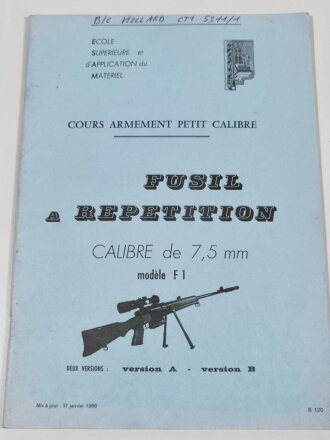 B/C MOLLARD CT1 5311/1
ECOLE
SUPERIEURE et
d'APPLICATION du
MATERIEL
COURS ARMEMENT PETIT CALIBRE
FUSIL
A REPETITION
CALIBRE de 7,5 mm
modèle F1
DEUX VERSIONS : version A - version B
Mis à jour : 31 janvier 1980
B 120